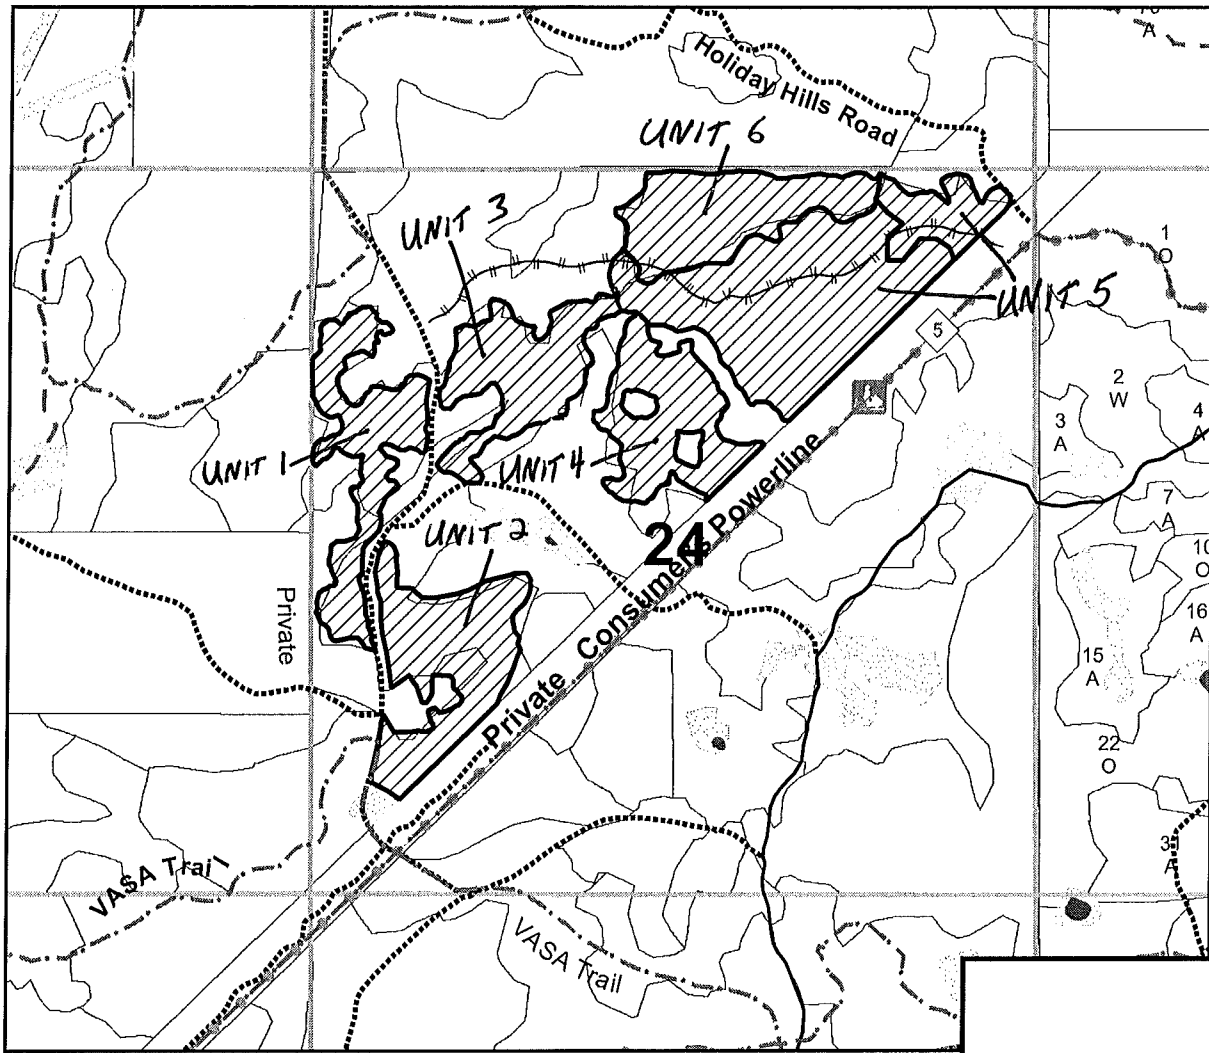 Holiday Hills Road
UNIT 6
UNIT 3
UNIT 5
1
O
5
2
W
3
A
4
A
UNIT 1
UNIT 4
7
A
24
UNIT 2
10
O
Private
Private Consumers Powerline
16
A
15
A
22
O
A
VASA Trail
VASA Trail